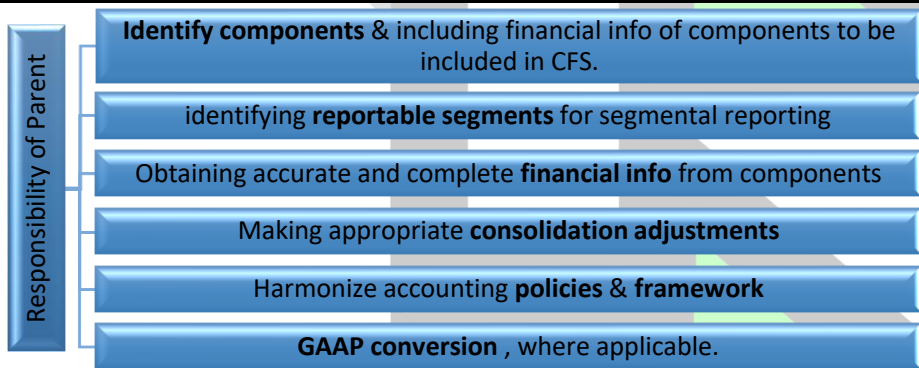 Responsibility of Parent
Identify components & including financial info of components to be
included in CFS.
identifying reportable segments for segmental reporting
Obtaining accurate and complete financial info from components
Making appropriate consolidation adjustments
Harmonize accounting policies & framework
GAAP conversion , where applicable.